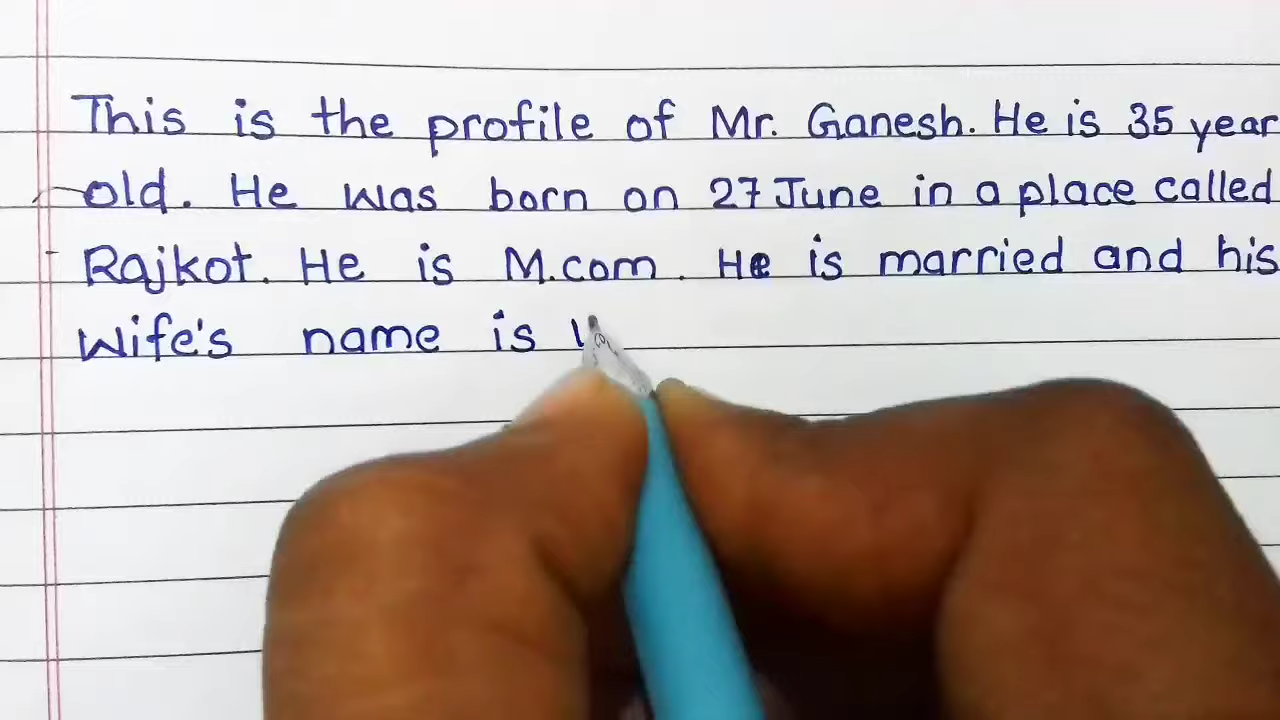 This is the profile of Mr. Ganesh. He is 35 year
old. He was born on 27 June in a place called
Rajkot. He is M.com. He is married and his
Wife's name is